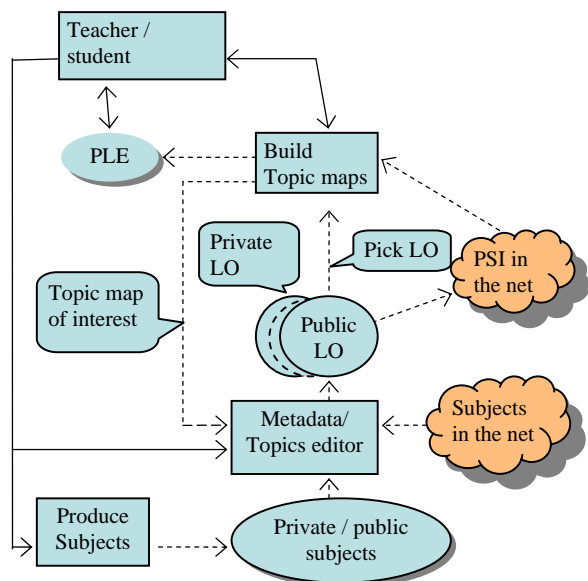 Teacher /
student
PLE
Build
Topic maps
Private
LO
Pick LO
PSI in
the net
Topic map
of interest
Public
LO
Metadata/
Topics editor
Subjects
in the net
Produce
Subjects
Private / public
subjects